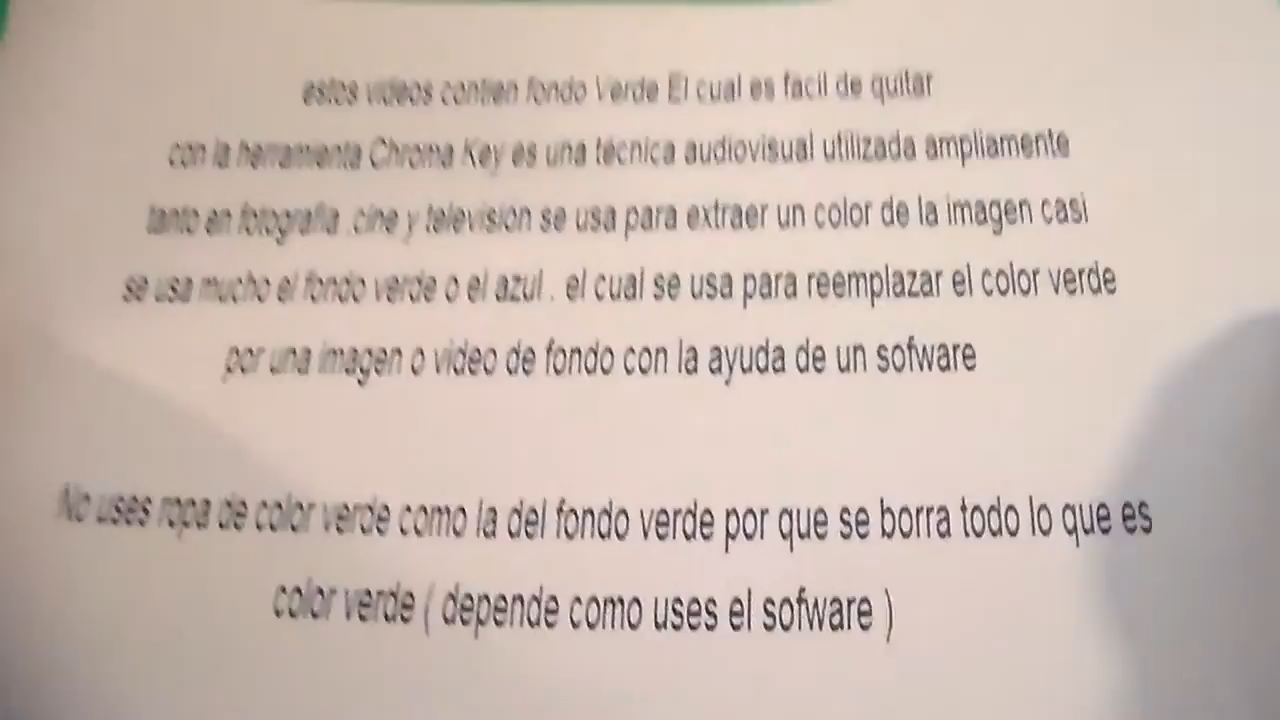 estos videos contien fondo Verde El cual es facil de quitar
con la herramienta Chroma Key es una técnica audiovisual utilizada ampliamente
tanto en fotografia .cine y television se usa para extraer un color de la imagen casi
se usa mucho el fondo verde o el azul . el cual se usa para reemplazar el color verde
por una imagen o video de fondo con la ayuda de un sofware
No uses ropa de color verde como la del fondo verde por que se borra todo lo que es
color verde ( depende como uses el sofware )